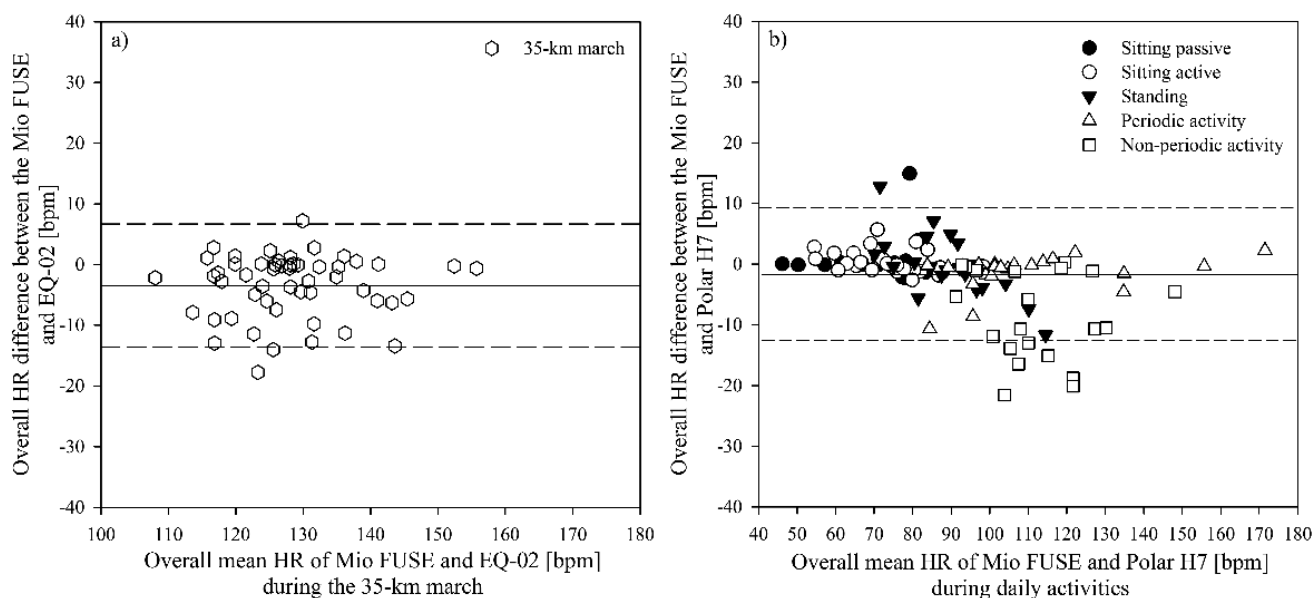 a)
35-km march
40
30
20
10
0
-10
-20
-30
-40
100 110 120 130 140 150 160 170 180
Overall HR difference between the Mio FUSE
and EQ-02 [bpm]
Overall mean HR of Mio FUSE and EQ-02 [bpm]
during the 35-km march
b)
Sitting passive
Sitting active
Standing
Periodic activity
Non-periodic activity
40
30
20
10
0
-10
-20
-30
-40
40 50 60 70 80 90 100 110 120 130 140 150 160 170 180
Overall HR difference between the Mio FUSE
and Polar H7 [bpm]
Overall mean HR of Mio FUSE and Polar H7 [bpm]
during daily activities